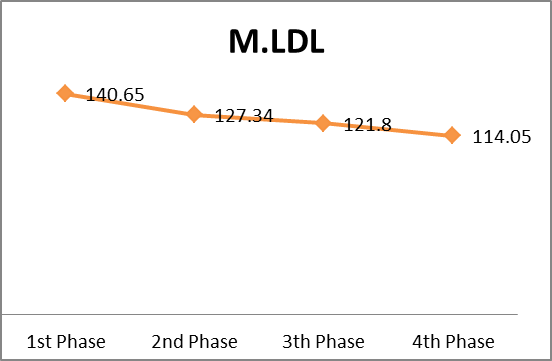 M.LDL
140.65
127.34
121.8
114.05
1st Phase
2nd Phase
3th Phase
4th Phase